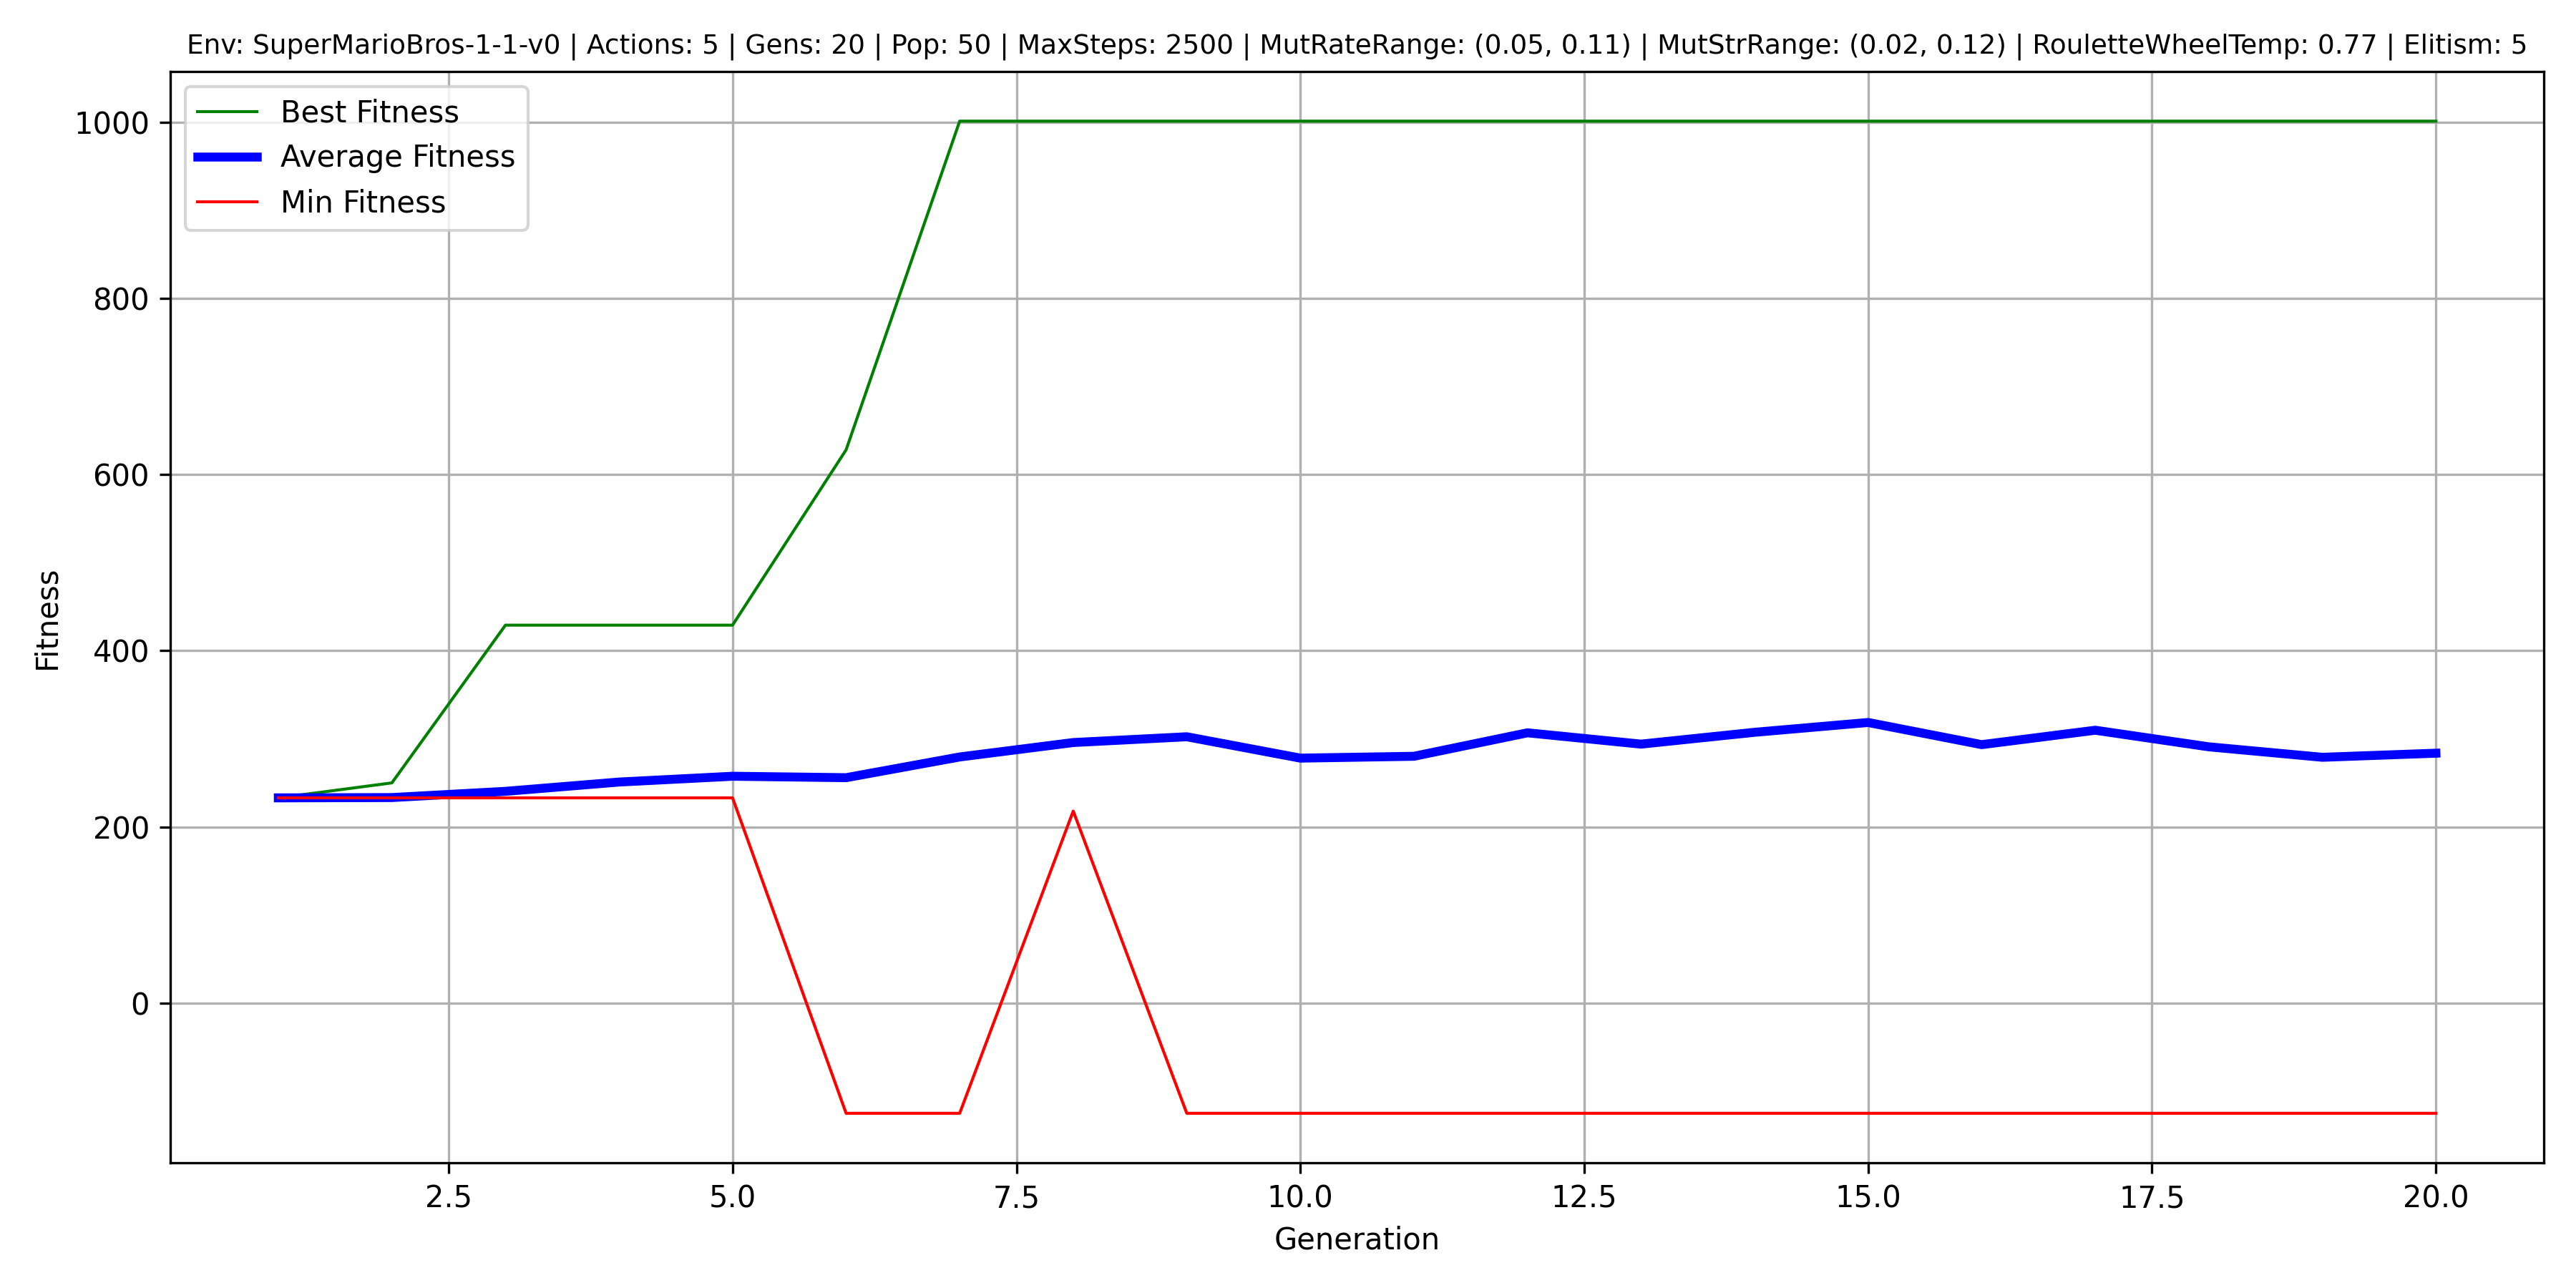 Env: SuperMarioBros-1-1-v0 | Actions: 5 | Gens: 20 | Pop: 50 | MaxSteps: 2500 | MutRateRange: (0.05, 0.11) | MutStrRange: (0.02, 0.12) | RouletteWheelTemp: 0.77 | Elitism: 5
Best Fitness
Average Fitness
Min Fitness
1000
800
600
400
200
0
Fitness
2.5 5.0 7.5 10.0 12.5 15.0 17.5 20.0
Generation